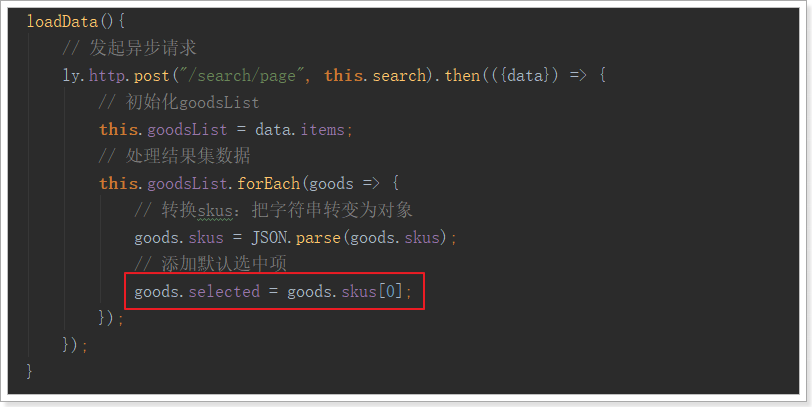 loadData(){
// 发起异步请求
ly.http.post("/search/page", this.search).then(({data}) => {
// 初始化goodsList
this.goodsList = data.items;
// 处理结果集数据
this.goodsList.forEach(goods => {
// 转换skus：把字符串转变为对象
goods.skus = JSON.parse(goods.skus);
// 添加默认选中项
goods.selected = goods.skus[0];
});
});
}